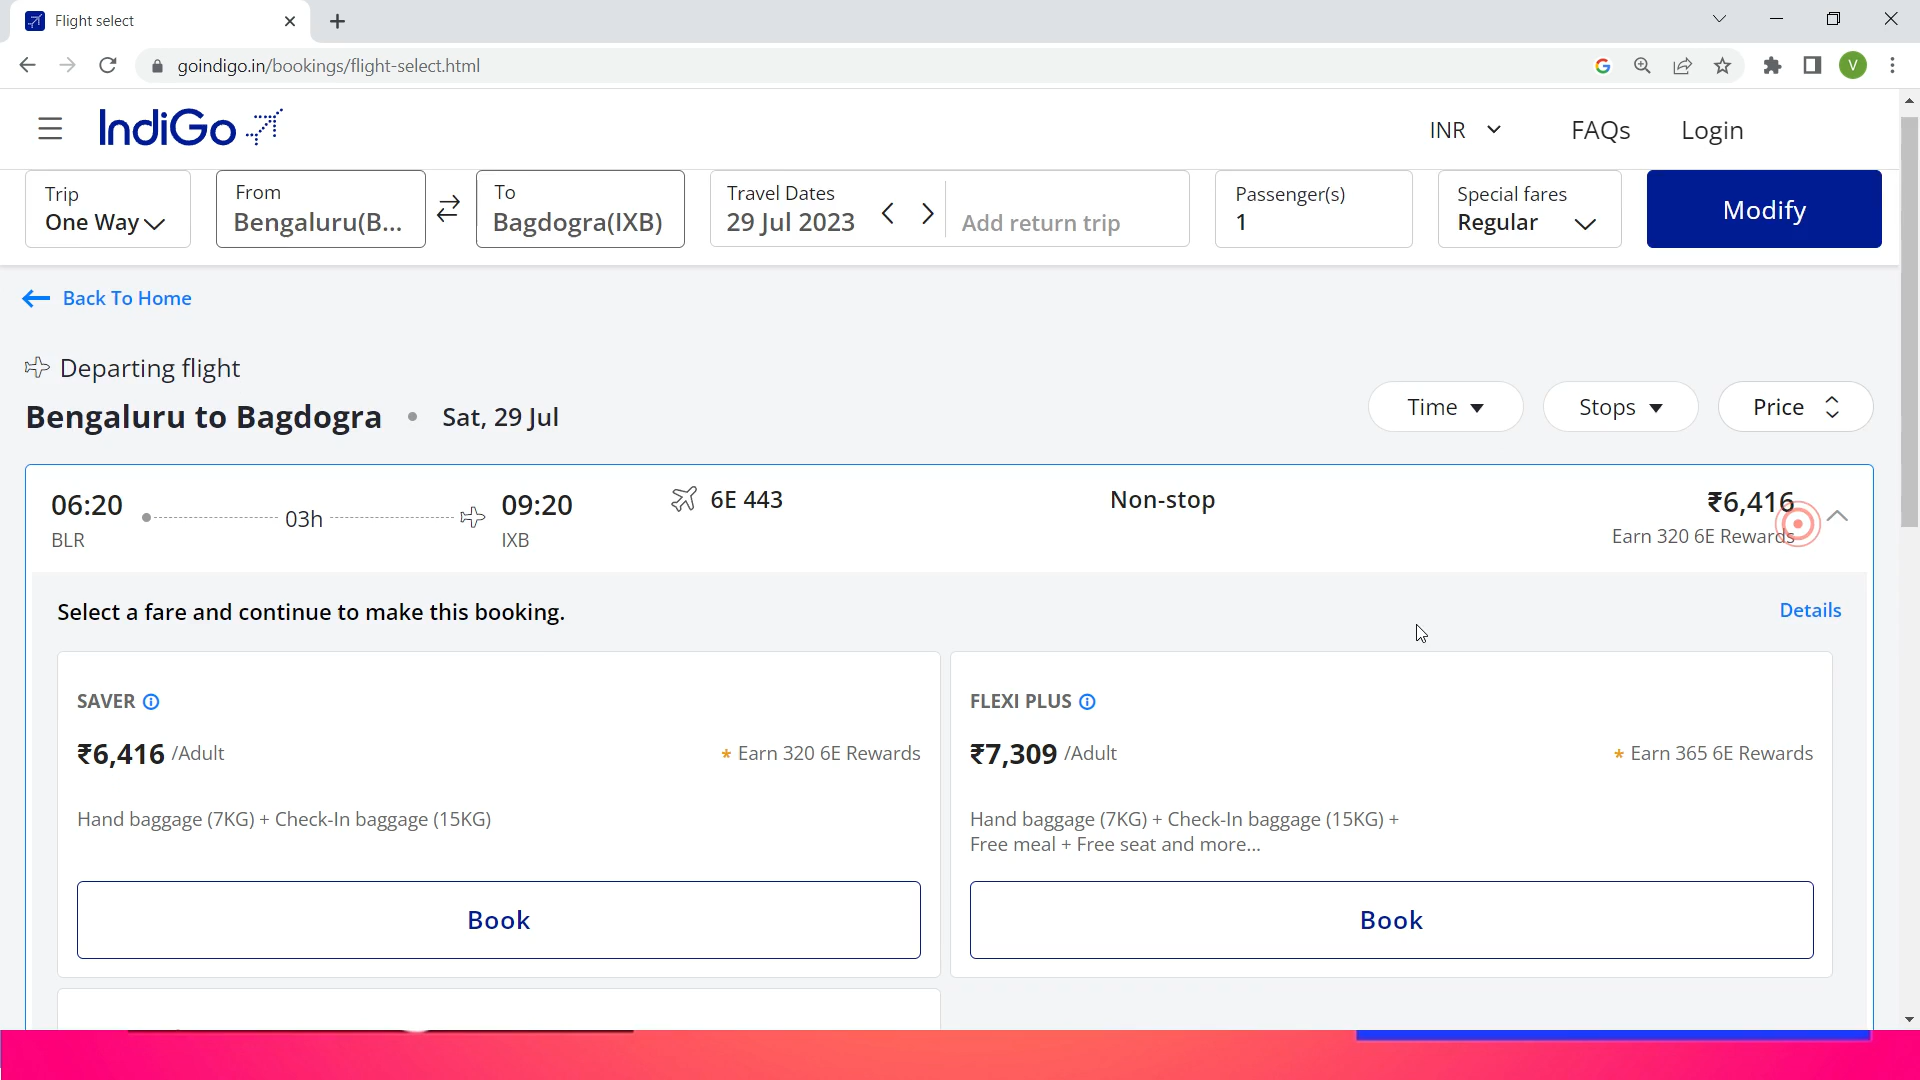 Flight select
goindigo.in/bookings/flight-select.html
V
IndiGo
INR
FAQs
Login
Trip
One Way
From
Bengaluru(B...
To
Bagdogra(IXB)
Travel Dates
29 Jul 2023
Add return trip
Passenger(s)
1
Special fares
Regular
Modify
Back To Home
Departing flight
Bengaluru to Bagdogra • Sat, 29 Jul
Time
Stops
Price
06:20
BLR
03h
09:20
IXB
6E 443
Non-stop
₹6,416
Earn 320 6E Rewards
Select a fare and continue to make this booking.
Details
SAVER
₹6,416 /Adult
* Earn 320 6E Rewards
Hand baggage (7KG) + Check-In baggage (15KG)
Book
FLEXI PLUS
₹7,309 /Adult
* Earn 365 6E Rewards
Hand baggage (7KG) + Check-In baggage (15KG) +
Free meal + Free seat and more...
Book